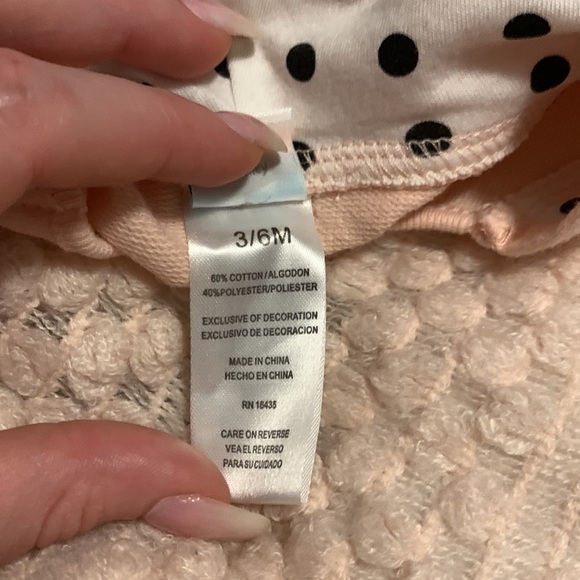 3/6M
60% COTTON/ALGODON
40%POLYESTER/POLIESTER
EXCLUSIVE OF DECORATION
EXCLUSIVO DE DECORACION
MADE IN CHINA
HECHO EN CHINA
RN 16435
CARE ON REVERSE
VEA EL REVERSO
PARA SU CUIDADO